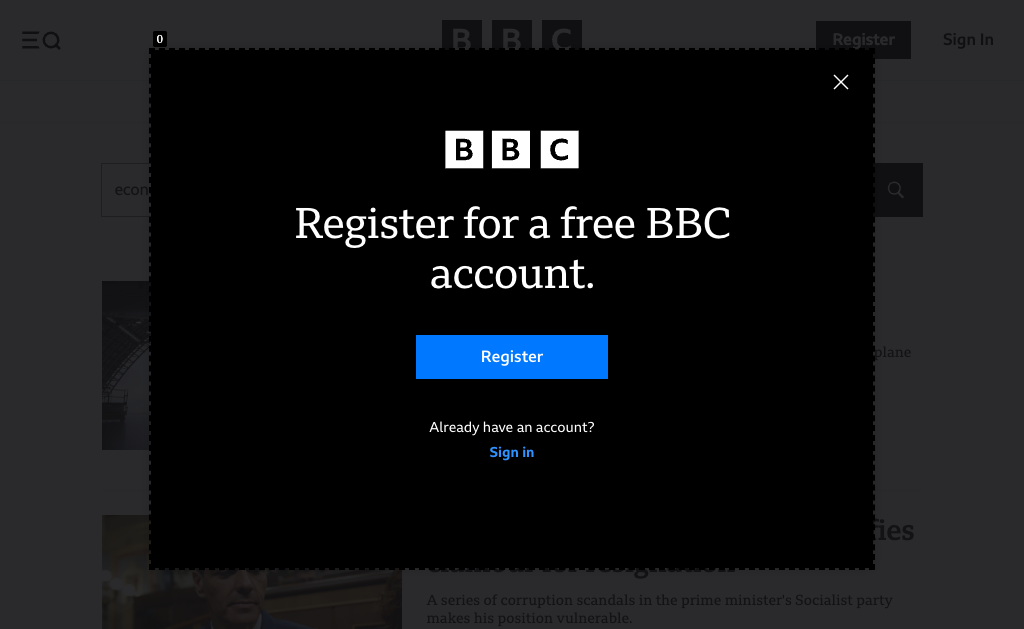 0
BBC
Register
Sign In
BBC
econ
Register for a free BBC
account.
plane
Register
Already have an account?
Sign in
A series of corruption scandals in the prime minister's Socialist party
makes his position vulnerable.